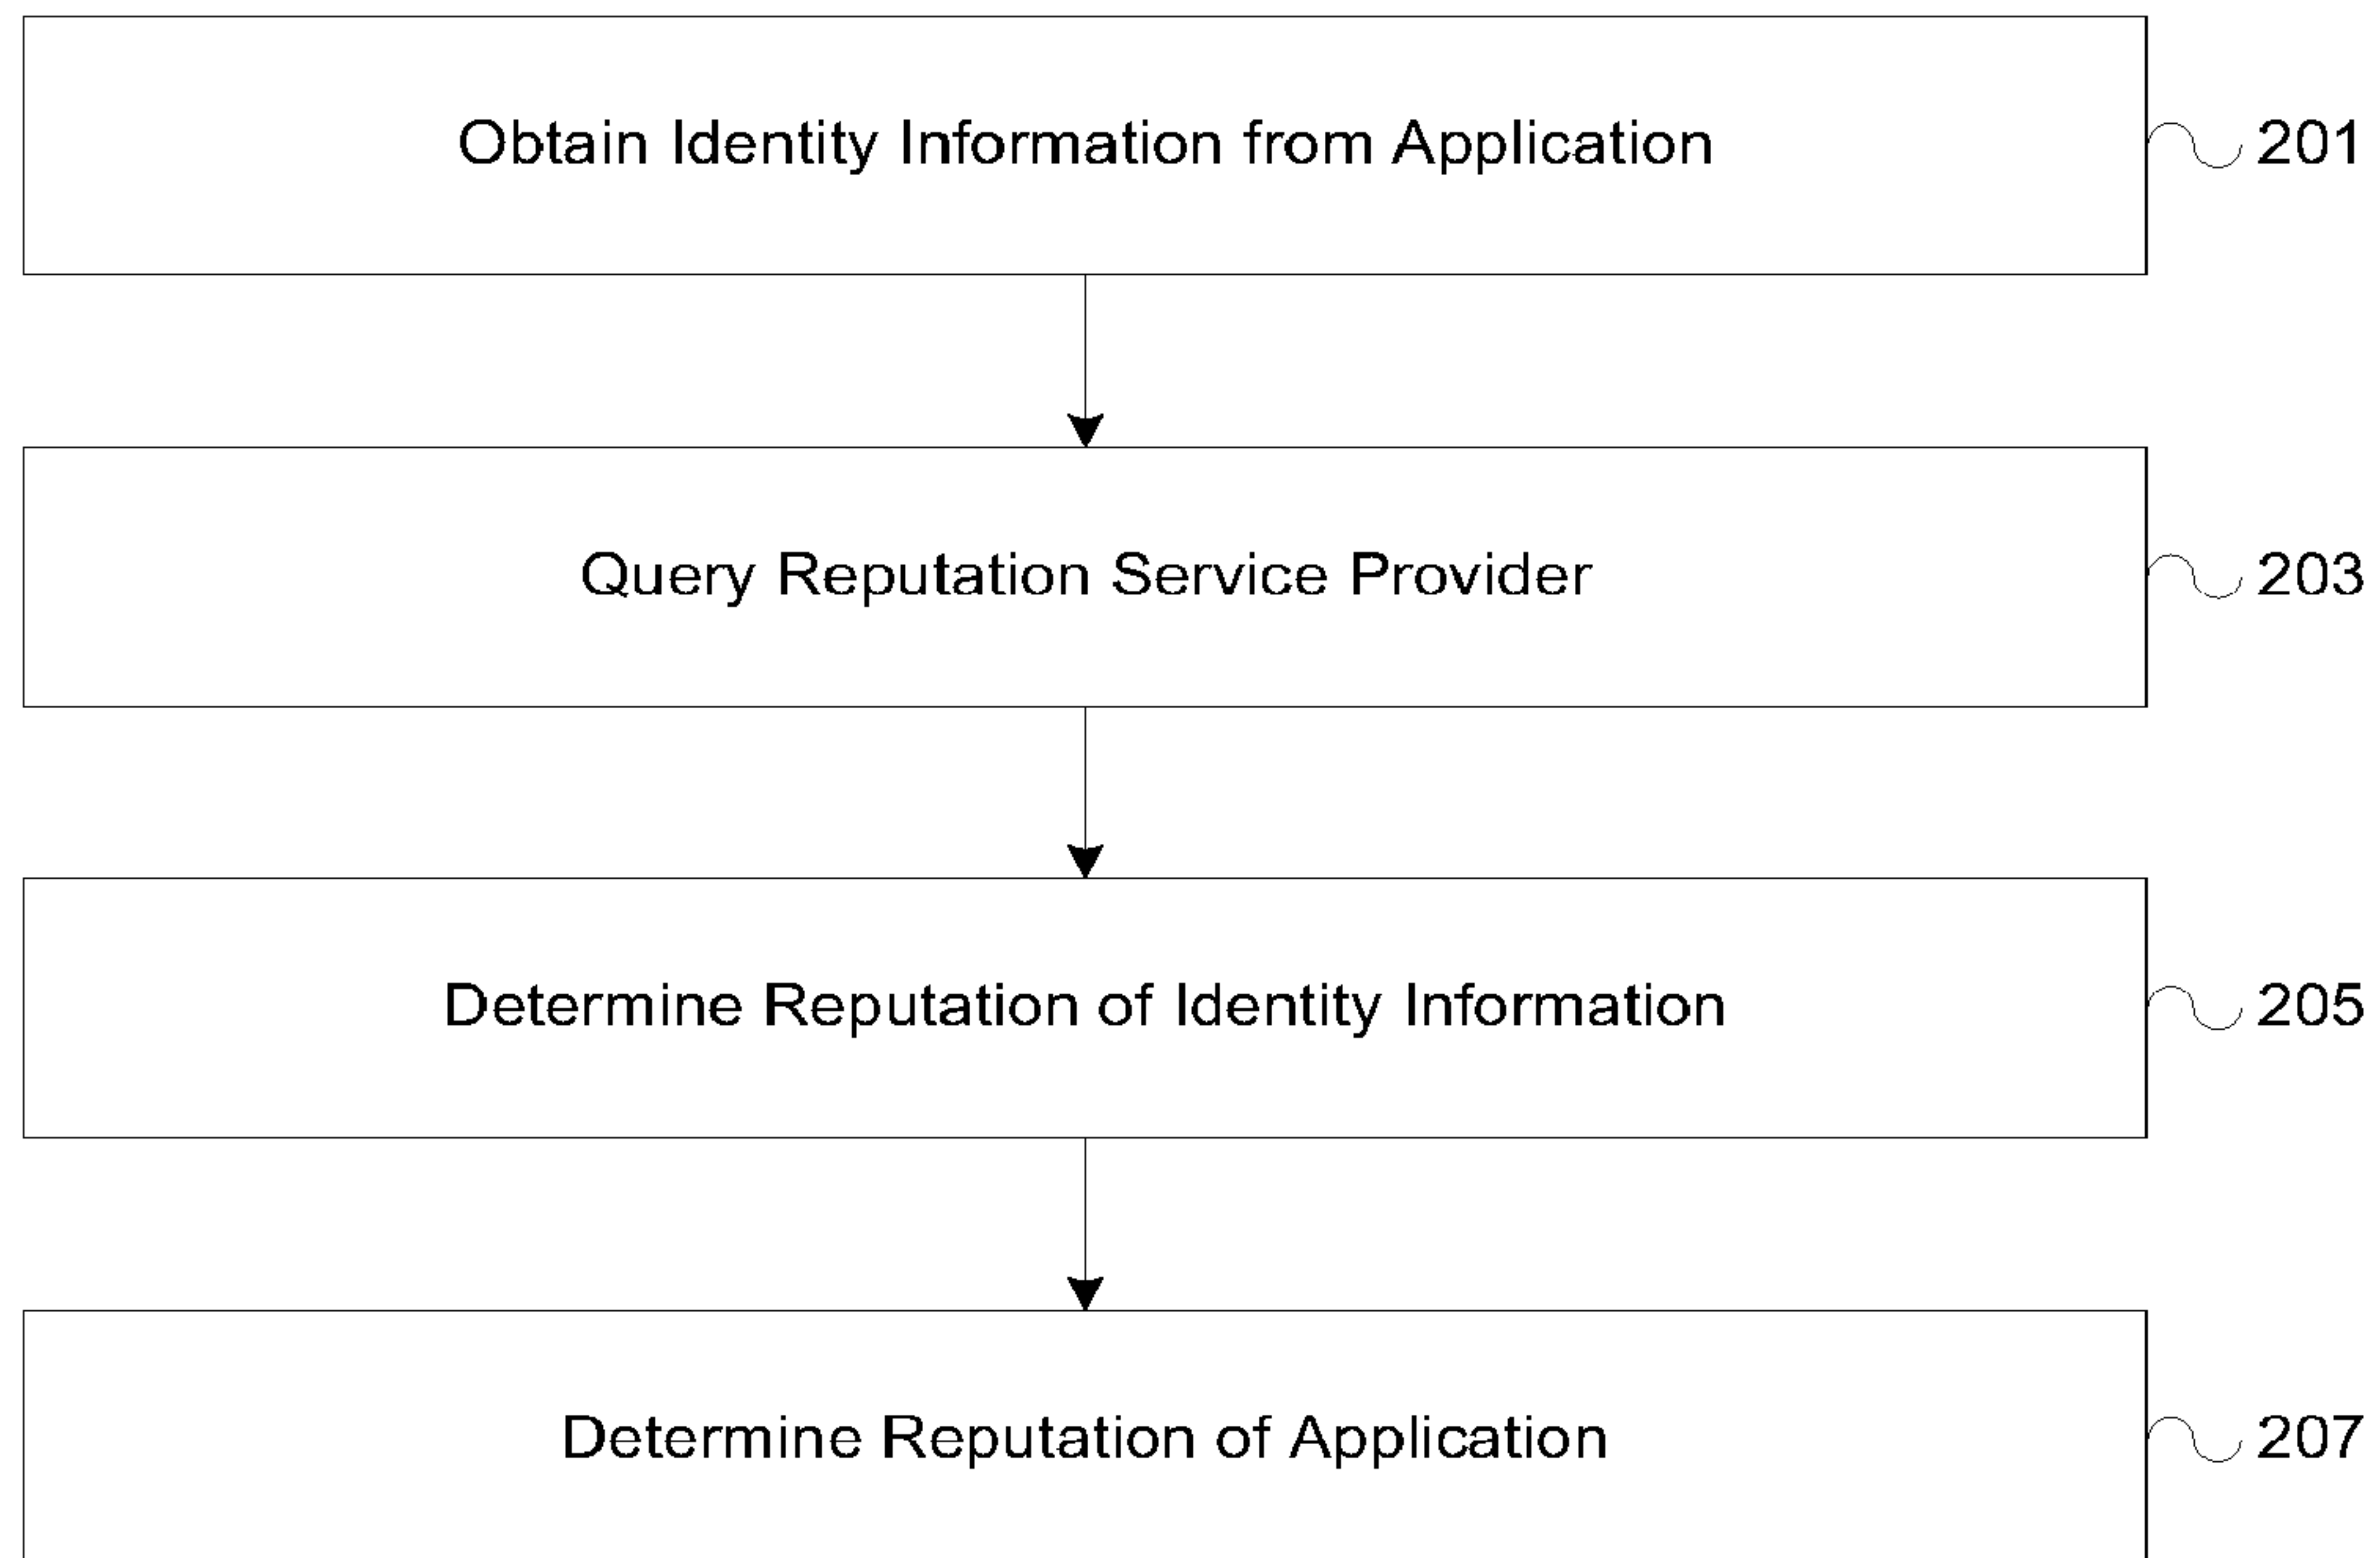 Obtain Identity Information from Application
201
Query Reputation Service Provider
203
Determine Reputation of Identity Information
205
Determine Reputation of Application
207